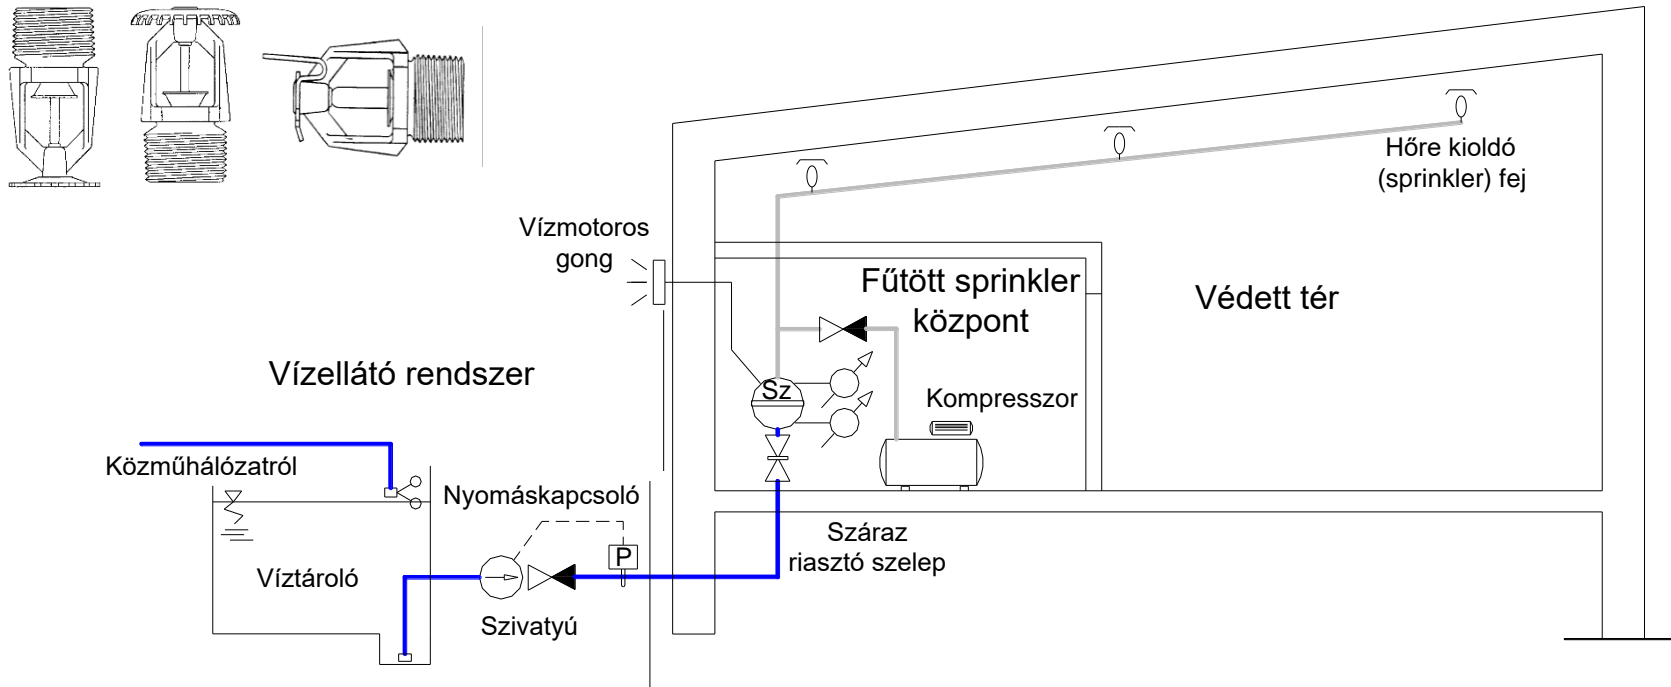 Hőre kioldó
(sprinkler) fej
Vízmotoros
gong
Fűtött sprinkler
központ
Védett tér
Vízellátó rendszer
Sz
Kompresszor
Közműhálózatról
Nyomáskapcsoló
Száraz
riasztó szelep
P
Víztároló
Szivatyú